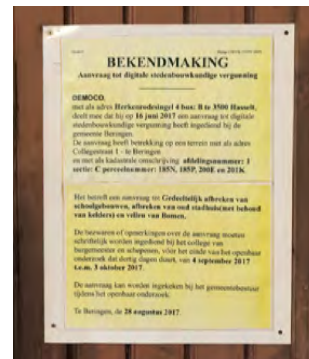 BEKENDMAKING
Aanvraag tot digitale stedenbouwkundige vergunning
DEMOCO,
met als adres Herkenrodesingel 4 bus: B te 3500 Hasselt,
deelt mee dat hij op 16 juni 2017 een aanvraag tot digitale
stedenbouwkundige vergunning heeft ingediend bij de
gemeente Beringen.
De aanvraag heeft betrekking op een terrein met als adres
Collegestraat 1 - te Beringen
en met als kadastrale omschrijving afdelingsnummer: 1
sectie: C perceelsnummer: 185N, 185P, 200E en 201K
Het betreft een aanvraag tot Gedeeltelijk afbreken van
schoolgebouwen, afbreken van oud stadhuis(met behoud
van kelders) en vellen van Bomen.
De bezwaren of opmerkingen over de aanvraag moeten
schriftelijk worden ingediend bij het college van
burgemeester en schepenen, vóór het einde van het openbaar
onderzoek dat dertig dagen duurt, van 4 september 2017
t.e.m. 3 oktober 2017.
De aanvraag kan worden ingekeken bij het gemeentebestuur
tijdens het openbaar onderzoek.
Te Beringen, de 28 augustus 2017.